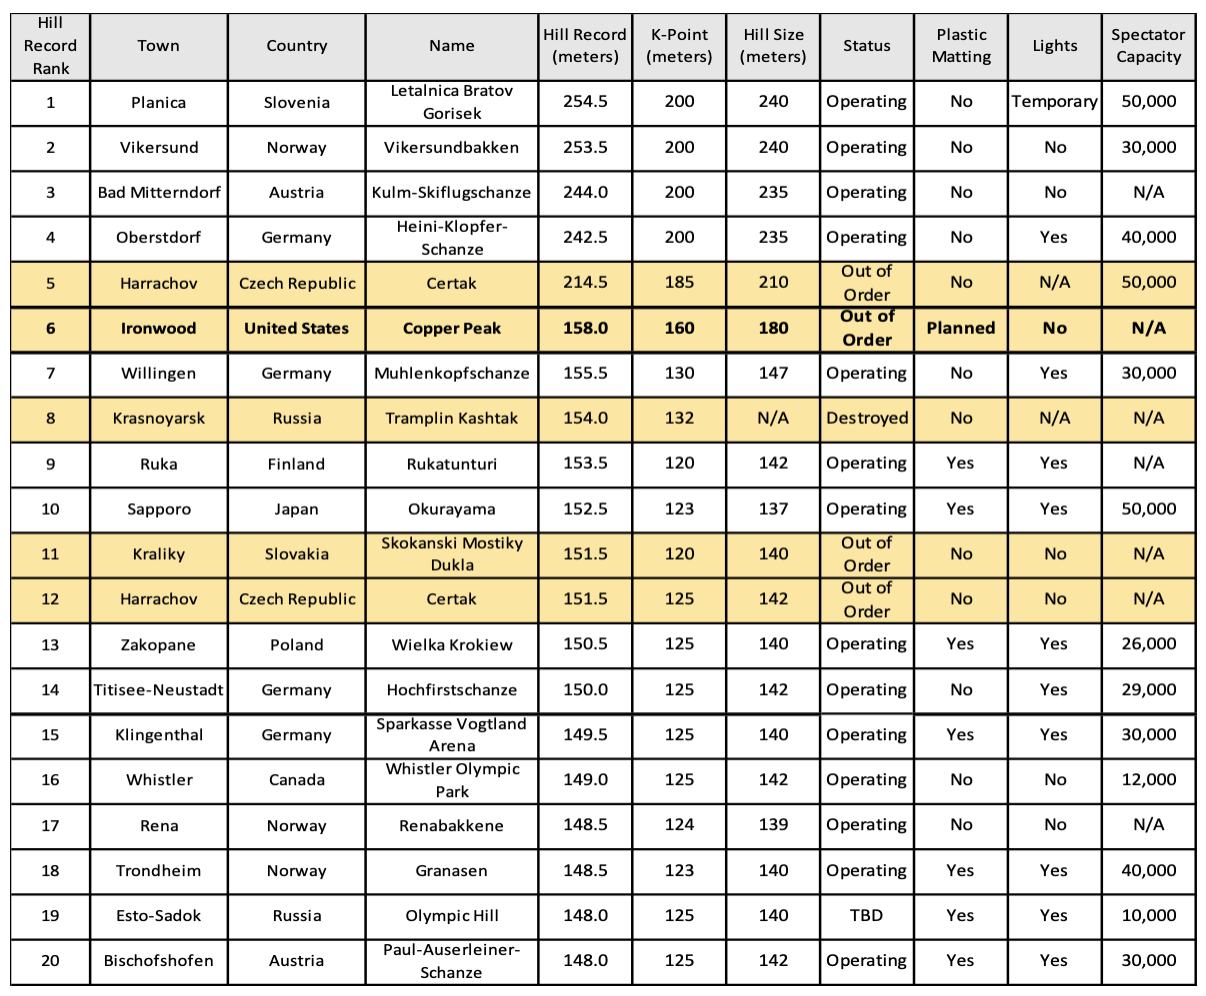 Hill Record Rank | Town | Country | Name | Hill Record (meters) | K-Point (meters) | Hill Size (meters) | Status | Plastic Matting | Lights | Spectator Capacity
1 | Planica | Slovenia | Letalnica Bratov Gorisek | 254.5 | 200 | 240 | Operating | No | Temporary | 50,000
2 | Vikersund | Norway | Vikersundbakken | 253.5 | 200 | 240 | Operating | No | No | 30,000
3 | Bad Mitterndorf | Austria | Kulm-Skiflugschanze | 244.0 | 200 | 235 | Operating | No | No | N/A
4 | Oberstdorf | Germany | Heini-Klopfer-Schanze | 242.5 | 200 | 235 | Operating | No | Yes | 40,000
5 | Harrachov | Czech Republic | Certak | 214.5 | 185 | 210 | Out of Order | No | N/A | 50,000
6 | Ironwood | United States | Copper Peak | 158.0 | 160 | 180 | Out of Order | Planned | No | N/A
7 | Willingen | Germany | Muhlenkopfschanze | 155.5 | 130 | 147 | Operating | No | Yes | 30,000
8 | Krasnoyarsk | Russia | Tramplin Kashtak | 154.0 | 132 | N/A | Destroyed | No | N/A | N/A
9 | Ruka | Finland | Rukatunturi | 153.5 | 120 | 142 | Operating | Yes | Yes | N/A
10 | Sapporo | Japan | Okurayama | 152.5 | 123 | 137 | Operating | Yes | Yes | 50,000
11 | Kraliky | Slovakia | Skokanski Mostiky Dukla | 151.5 | 120 | 140 | Out of Order | No | No | N/A
12 | Harrachov | Czech Republic | Certak | 151.5 | 125 | 142 | Out of Order | No | No | N/A
13 | Zakopane | Poland | Wielka Krokiew | 150.5 | 125 | 140 | Operating | Yes | Yes | 26,000
14 | Titisee-Neustadt | Germany | Hochfirstschanze | 150.0 | 125 | 142 | Operating | No | Yes | 29,000
15 | Klingenthal | Germany | Sparkasse Vogtland Arena | 149.5 | 125 | 140 | Operating | Yes | Yes | 30,000
16 | Whistler | Canada | Whistler Olympic Park | 149.0 | 125 | 142 | Operating | No | No | 12,000
17 | Rena | Norway | Renabakkene | 148.5 | 124 | 139 | Operating | No | No | N/A
18 | Trondheim | Norway | Granasen | 148.5 | 123 | 140 | Operating | Yes | Yes | 40,000
19 | Esto-Sadok | Russia | Olympic Hill | 148.0 | 125 | 140 | TBD | Yes | Yes | 10,000
20 | Bischofshofen | Austria | Paul-Auserleiner-Schanze | 148.0 | 125 | 142 | Operating | Yes | Yes | 30,000